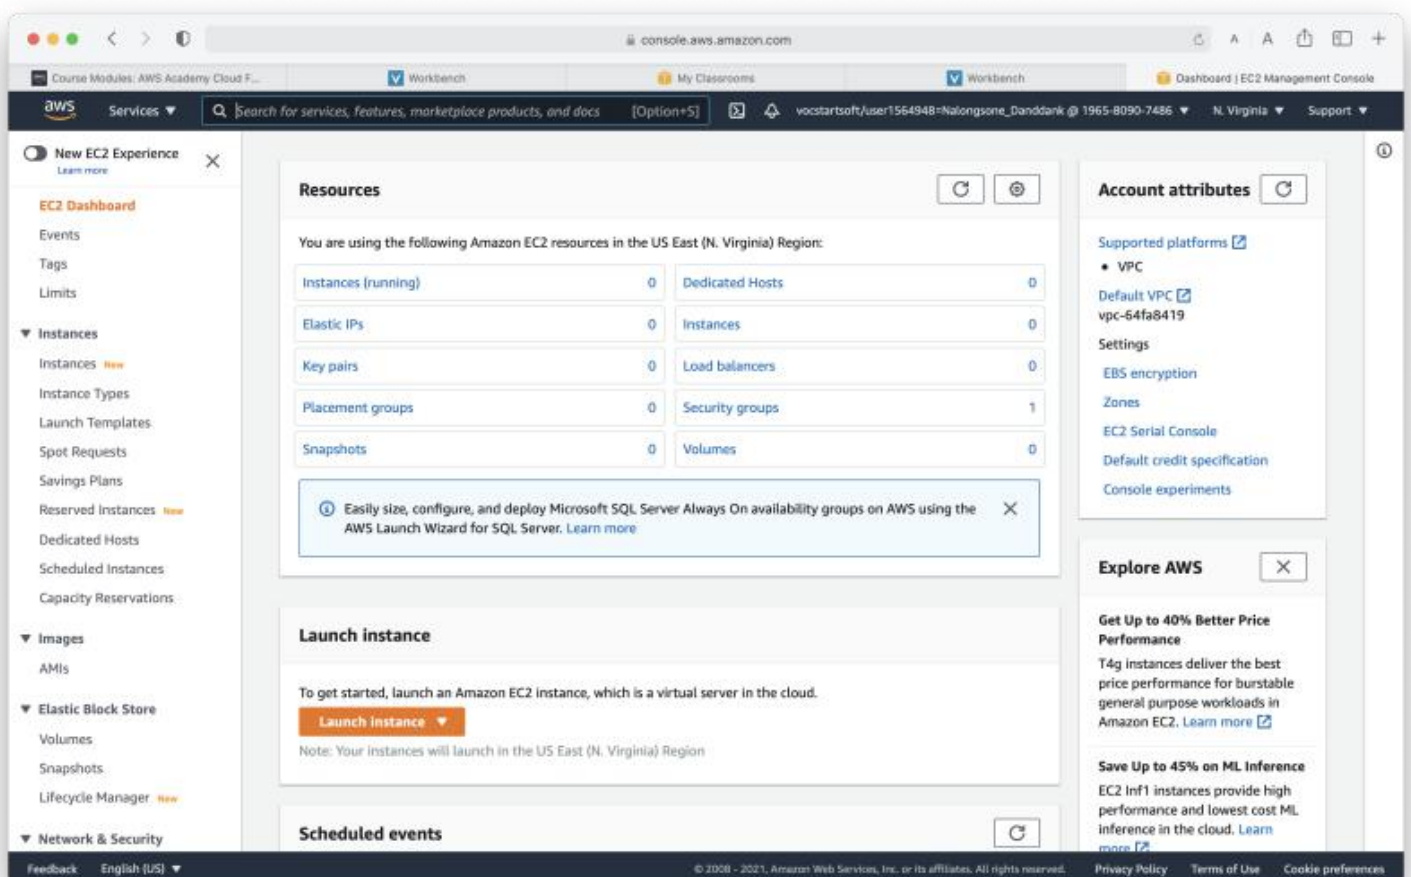 console.aws.amazon.com
A A
Course Modules: AWS Academy Cloud F...
Workbench
My Classrooms
Workbench
Dashboard | EC2 Management Console
aws
Services
Search for services, features, marketplace products, and docs [Option+S]
vocstartsoft/user1564948=Nalongsone_Danddank @ 1965-8090-7486
N. Virginia
Support
New EC2 Experience
Learn more
EC2 Dashboard
Events
Tags
Limits
Instances
Instances New
Instance Types
Launch Templates
Spot Requests
Savings Plans
Reserved Instances New
Dedicated Hosts
Scheduled Instances
Capacity Reservations
Images
AMIs
Elastic Block Store
Volumes
Snapshots
Lifecycle Manager New
Network & Security
Resources
You are using the following Amazon EC2 resources in the US East (N. Virginia) Region:
Instances (running) 0
Dedicated Hosts 0
Elastic IPs 0
Instances 0
Key pairs 0
Load balancers 0
Placement groups 0
Security groups 1
Snapshots 0
Volumes 0
Easily size, configure, and deploy Microsoft SQL Server Always On availability groups on AWS using the
AWS Launch Wizard for SQL Server. Learn more
Launch instance
To get started, launch an Amazon EC2 instance, which is a virtual server in the cloud.
Launch instance
Note: Your instances will launch in the US East (N. Virginia) Region
Scheduled events
Account attributes
Supported platforms
• VPC
Default VPC
vpc-64fa8419
Settings
EBS encryption
Zones
EC2 Serial Console
Default credit specification
Console experiments
Explore AWS
Get Up to 40% Better Price
Performance
T4g instances deliver the best
price performance for burstable
general purpose workloads in
Amazon EC2. Learn more
Save Up to 45% on ML Inference
EC2 Inf1 instances provide high
performance and lowest cost ML
inference in the cloud. Learn
more
Feedback
English (US)
© 2008 - 2021, Amazon Web Services, Inc. or its affiliates. All rights reserved.
Privacy Policy
Terms of Use
Cookie preferences